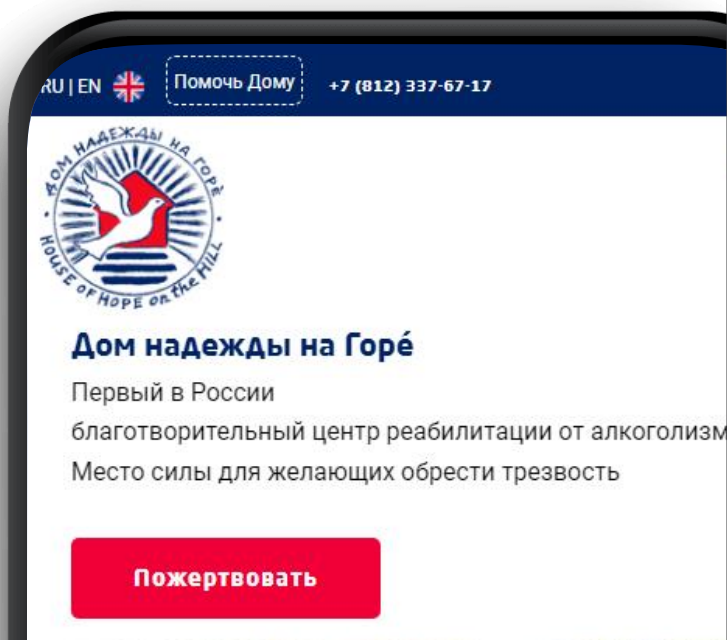 RU | EN Помочь Дому +7 (812) 337-67-17
ДОМ НАДЕЖДЫ НА ГОРЕ
HOUSE OF HOPE ON the HILL
Дом надежды на Горé
Первый в России
благотворительный центр реабилитации от алкоголизм
Место силы для желающих обрести трезвость
Пожертвовать